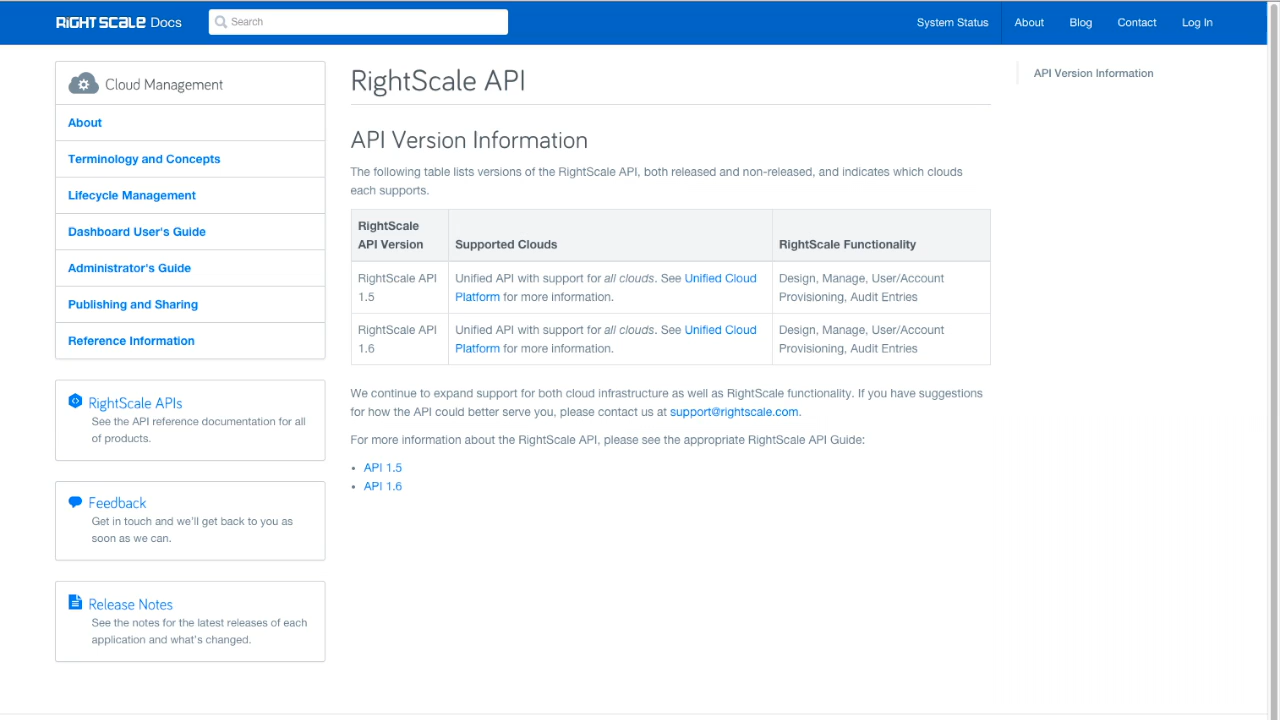 RIGHTSCALE Docs
Search
System Status
About
Blog
Contact
Log In
Cloud Management
About
Terminology and Concepts
Lifecycle Management
Dashboard User's Guide
Administrator's Guide
Publishing and Sharing
Reference Information
RightScale APIs
See the API reference documentation for all
of products.
Feedback
Get in touch and we'll get back to you as
soon as we can.
Release Notes
See the notes for the latest releases of each
application and what's changed.
RightScale API
API Version Information
The following table lists versions of the RightScale API, both released and non-released, and indicates which clouds
each supports.
RightScale
API Version
Supported Clouds
RightScale Functionality
RightScale API
1.5
Unified API with support for all clouds. See Unified Cloud
Platform for more information.
Design, Manage, User/Account
Provisioning, Audit Entries
RightScale API
1.6
Unified API with support for all clouds. See Unified Cloud
Platform for more information.
Design, Manage, User/Account
Provisioning, Audit Entries
We continue to expand support for both cloud infrastructure as well as RightScale functionality. If you have suggestions
for how the API could better serve you, please contact us at support@rightscale.com.
For more information about the RightScale API, please see the appropriate RightScale API Guide:
• API 1.5
• API 1.6
API Version Information